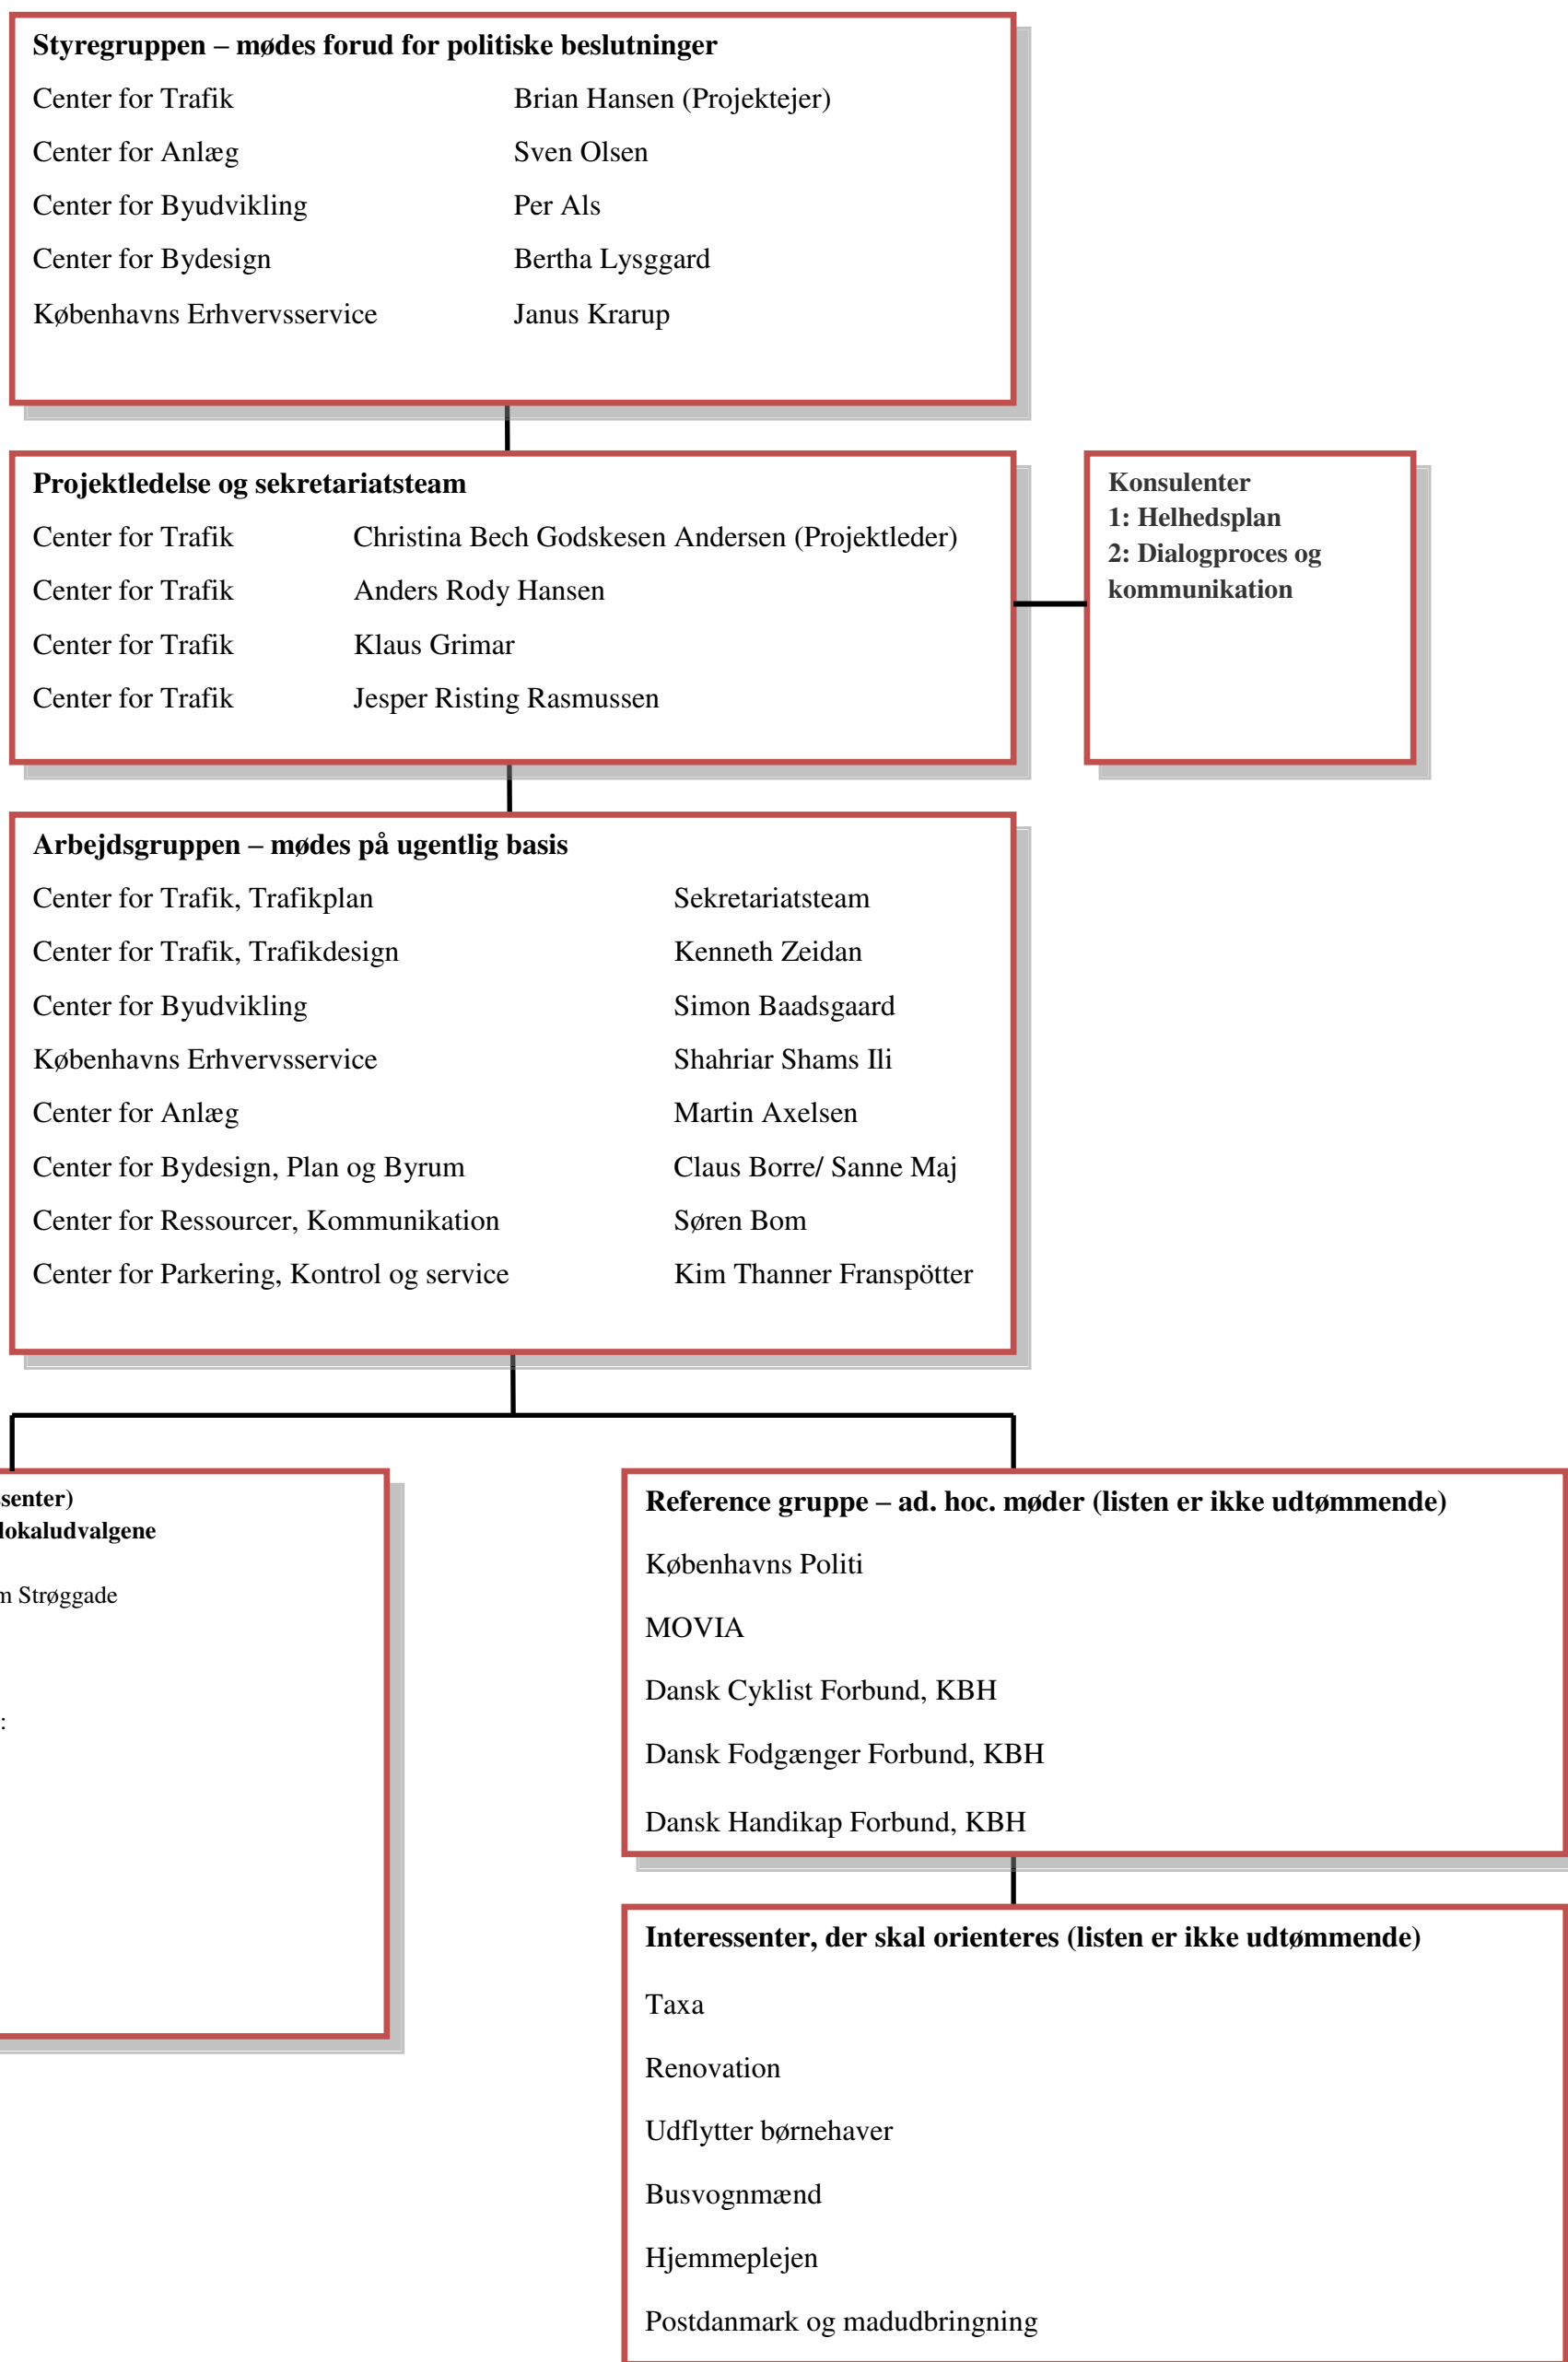 Styregruppen – mødes forud for politiske beslutninger
Center for Trafik Brian Hansen (Projektejer)
Center for Anlæg Sven Olsen
Center for Byudvikling Per Als
Center for Bydesign Bertha Lysggard
Københavns Erhvervsservice Janus Krarup
Projektledelse og sekretariatsteam
Center for Trafik Christina Bech Godskesen Andersen (Projektleder)
Center for Trafik Anders Rody Hansen
Center for Trafik Klaus Grimar
Center for Trafik Jesper Risting Rasmussen
Konsulenter
1: Helhedsplan
2: Dialogproces og
kommunikation
Arbejdsgruppen – mødes på ugentlig basis
Center for Trafik, Trafikplan Sekretariatsteam
Center for Trafik, Trafikdesign Kenneth Zeidan
Center for Byudvikling Simon Baadsgaard
Københavns Erhvervsservice Shahriar Shams Ili
Center for Anlæg Martin Axelsen
Center for Bydesign, Plan og Byrum Claus Borre/ Sanne Maj
Center for Ressourcer, Kommunikation Søren Bom
Center for Parkering, Kontrol og service Kim Thanner Franspötter
senter)
lokaludvalgene
Strøggade
:
Reference gruppe – ad. hoc. møder (listen er ikke udtømmende)
Københavns Politi
MOVIA
Dansk Cyklist Forbund, KBH
Dansk Fodgænger Forbund, KBH
Dansk Handikap Forbund, KBH
Interessenter, der skal orienteres (listen er ikke udtømmende)
Taxa
Renovation
Udflytter børnehaver
Busvognmænd
Hjemmeplejen
Postdanmark og madudbringning